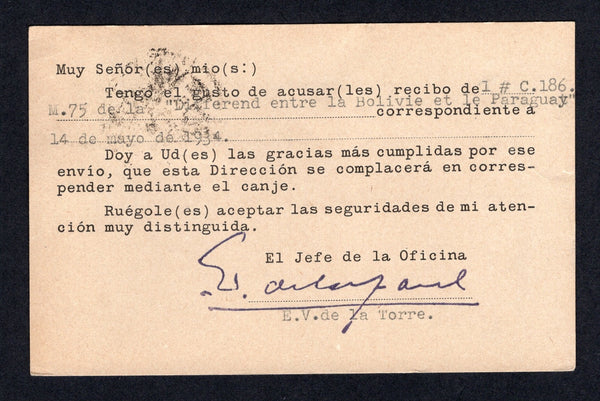 Muy Señor(es) mio(s:)
Tengo el gusto de acusar(les) recibo de I # C.186.
M.75 de la "Differend entre la Bolivie et le Paraguay"
correspondiente a
14 de mayo de 1934.
Doy a Ud(es) las gracias más cumplidas por ese
envío, que esta Dirección se complacerá en corres-
pender mediante el canje.
Ruégole(es) aceptar las seguridades de mi aten-
ción muy distinguida.
El Jefe de la Oficina
E.V.de la Torre.